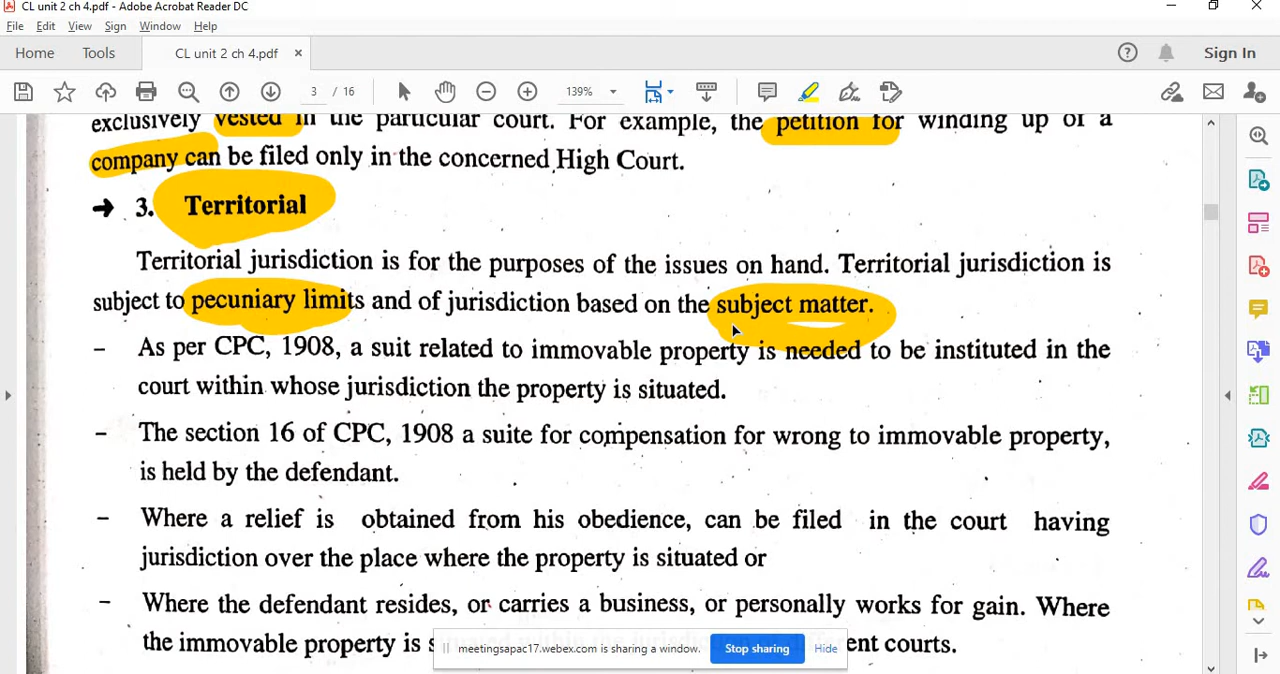 CL unit 2 ch 4.pdf - Adobe Acrobat Reader DC
File Edit View Sign Window Help
Home Tools CL unit 2 ch 4.pdf × Sign In
3 / 16 139%
exclusively vested in the particular court. For example, the petition for winding up of a
company can be filed only in the concerned High Court.
→ 3. Territorial
Territorial jurisdiction is for the purposes of the issues on hand. Territorial jurisdiction is
subject to pecuniary limits and of jurisdiction based on the subject matter.
– As per CPC, 1908, a suit related to immovable property is needed to be instituted in the
court within whose jurisdiction the property is situated.
– The section 16 of CPC, 1908 a suite for compensation for wrong to immovable property,
is held by the defendant.
– Where a relief is obtained from his obedience, can be filed in the court having
jurisdiction over the place where the property is situated or
– Where the defendant resides, or carries a business, or personally works for gain. Where
the immovable property is ent courts.
meetingsapac17.webex.com is sharing a window. Stop sharing Hide